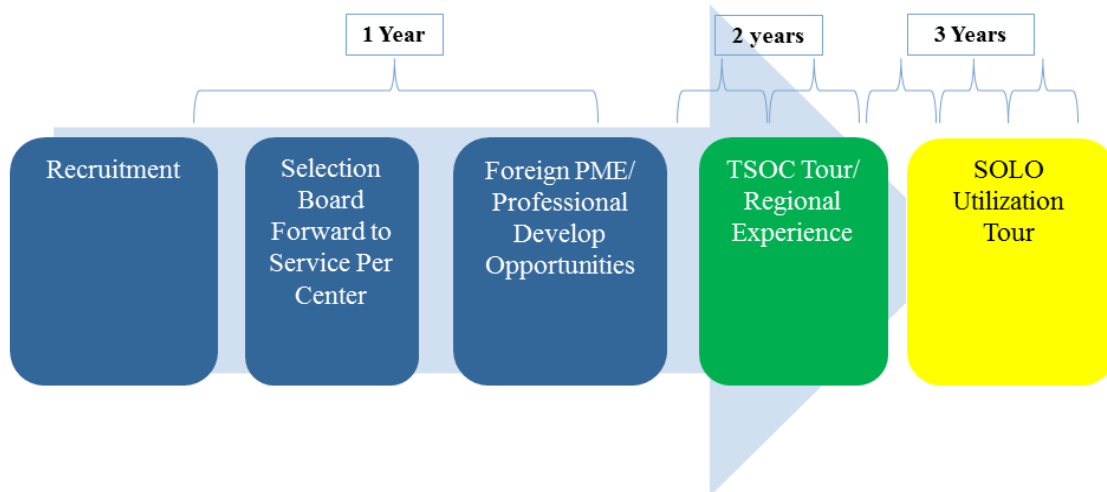 1 Year
2 years
3 Years
Recruitment
Selection
Board
Forward to
Service Per
Center
Foreign PME/
Professional
Develop
Opportunities
TSOC Tour/
Regional
Experience
SOLO
Utilization
Tour